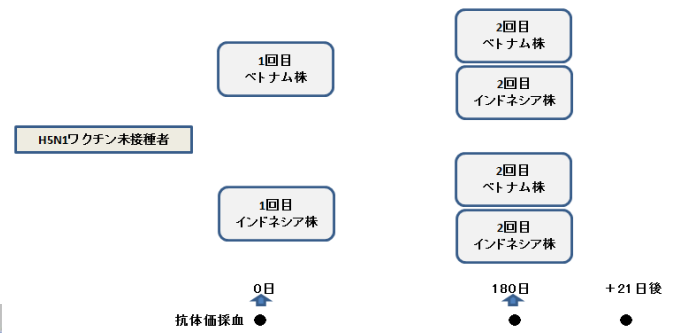 2回目
ベトナム株
1回目
ベトナム株
2回目
インドネシア株
H5N1ワクチン未接種者
2回目
ベトナム株
1回目
インドネシア株
2回目
インドネシア株
0日
180日
+21日後
抗体価採血